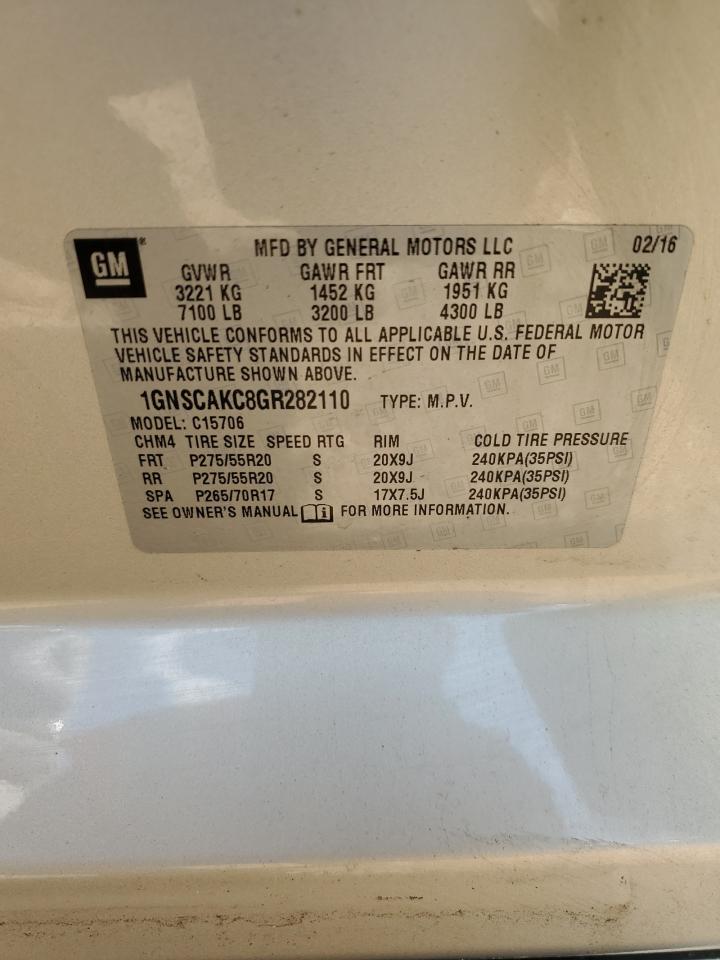 GM ® MFD BY GENERAL MOTORS LLC 02/16
GVWR GAWR FRT GAWR RR
3221 KG 1452 KG 1951 KG
7100 LB 3200 LB 4300 LB
THIS VEHICLE CONFORMS TO ALL APPLICABLE U.S. FEDERAL MOTOR
VEHICLE SAFETY STANDARDS IN EFFECT ON THE DATE OF
MANUFACTURE SHOWN ABOVE.
1GNSCAKC8GR282110 TYPE: M.P.V.
MODEL: C15706
CHM4 TIRE SIZE SPEED RTG RIM COLD TIRE PRESSURE
FRT P275/55R20 S 20X9J 240KPA(35PSI)
RR P275/55R20 S 20X9J 240KPA(35PSI)
SPA P265/70R17 S 17X7.5J 240KPA(35PSI)
SEE OWNER'S MANUAL i FOR MORE INFORMATION.